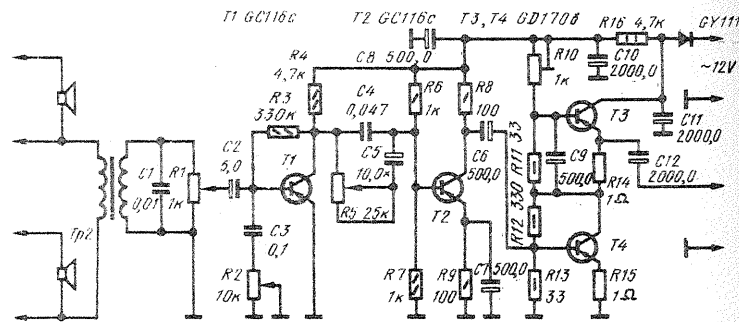 T1 GC116c
T2 GC116c
T3, T4 GD170B
R16 4,7к
GY111
R4
4,7к
C8 500,0
R10
1к
C10
2000,0
~12V
R3
330к
C4
0,047
R6
1к
R8
100
T3
C11
2000,0
C2
5,0
T1
C5
10,0к
C6
500,0
R11 33
C9
500,0
C12
2000,0
C1
0,01
R1
1к
R5 25к
T2
R12 330
R14
1Ω
Tp2
C3
0,1
T4
R2
10к
R7
1к
R9
100
C7 500,0
R13
33
R15
1Ω